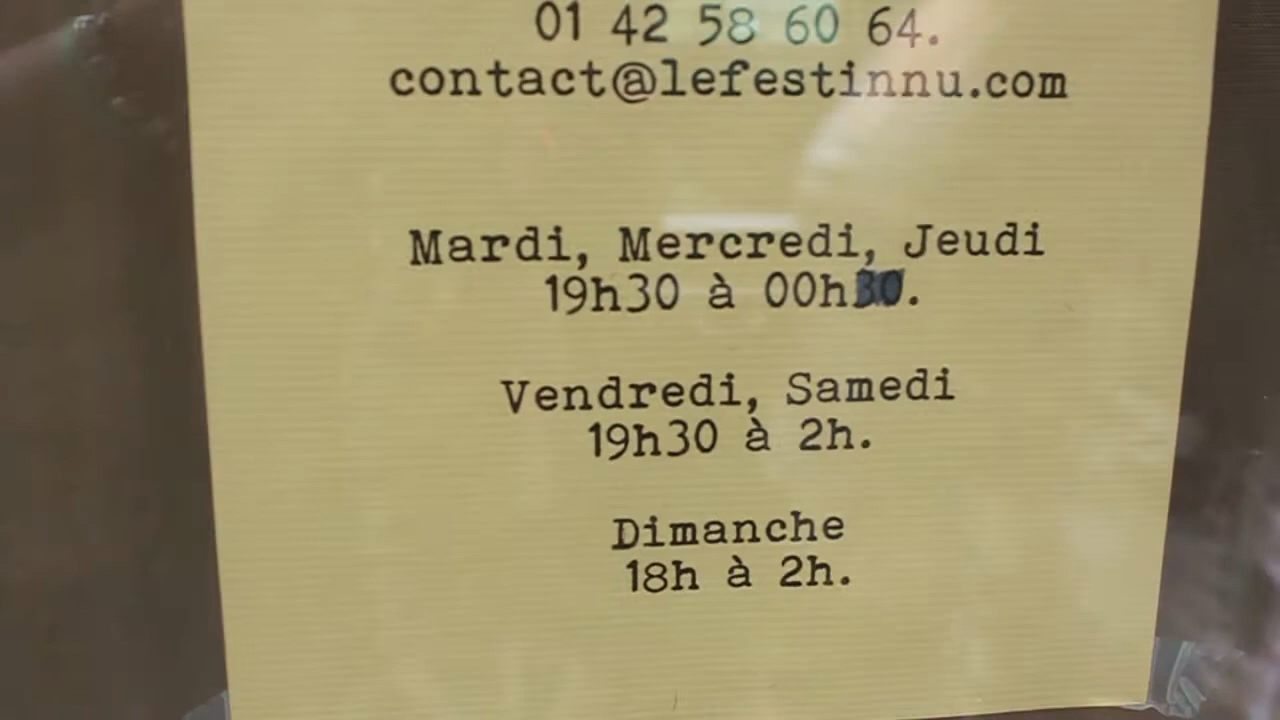 01 42 58 60 64.
contact@lefestinnu.com
Mardi, Mercredi, Jeudi
19h30 à 00h30.
Vendredi, Samedi
19h30 à 2h.
Dimanche
18h à 2h.